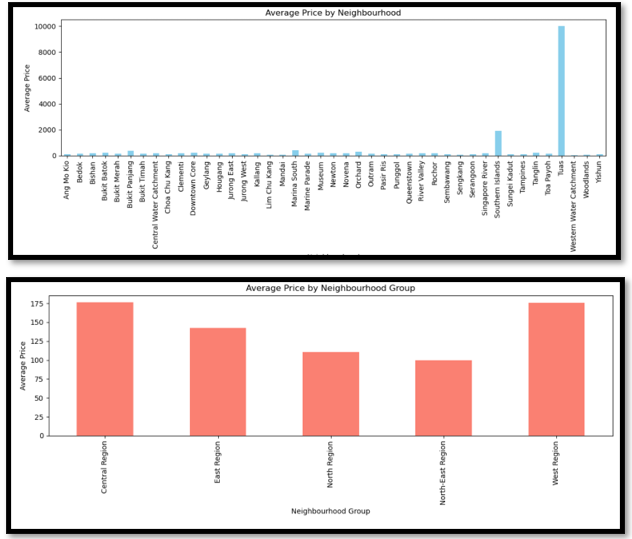 Average Price by Neighbourhood
Average Price
10000
8000
6000
4000
2000
0
Ang Mo Kio
Bedok
Bishan
Bukit Batok
Bukit Merah
Bukit Panjang
Bukit Timah
Central Water Catchment
Choa Chu Kang
Clementi
Downtown Core
Geylang
Hougang
Jurong East
Jurong West
Kallang
Lim Chu Kang
Mandai
Marina South
Marine Parade
Museum
Newton
Novena
Orchard
Outram
Pasir Ris
Punggol
Queenstown
River Valley
Rochor
Sembawang
Sengkang
Serangoon
Singapore River
Southern Islands
Sungei Kadut
Tampines
Tanglin
Toa Payoh
Tuas
Western Water Catchment
Woodlands
Yishun
Average Price by Neighbourhood Group
Average Price
175
150
125
100
75
50
25
0
Central Region
East Region
North Region
North-East Region
West Region
Neighbourhood Group